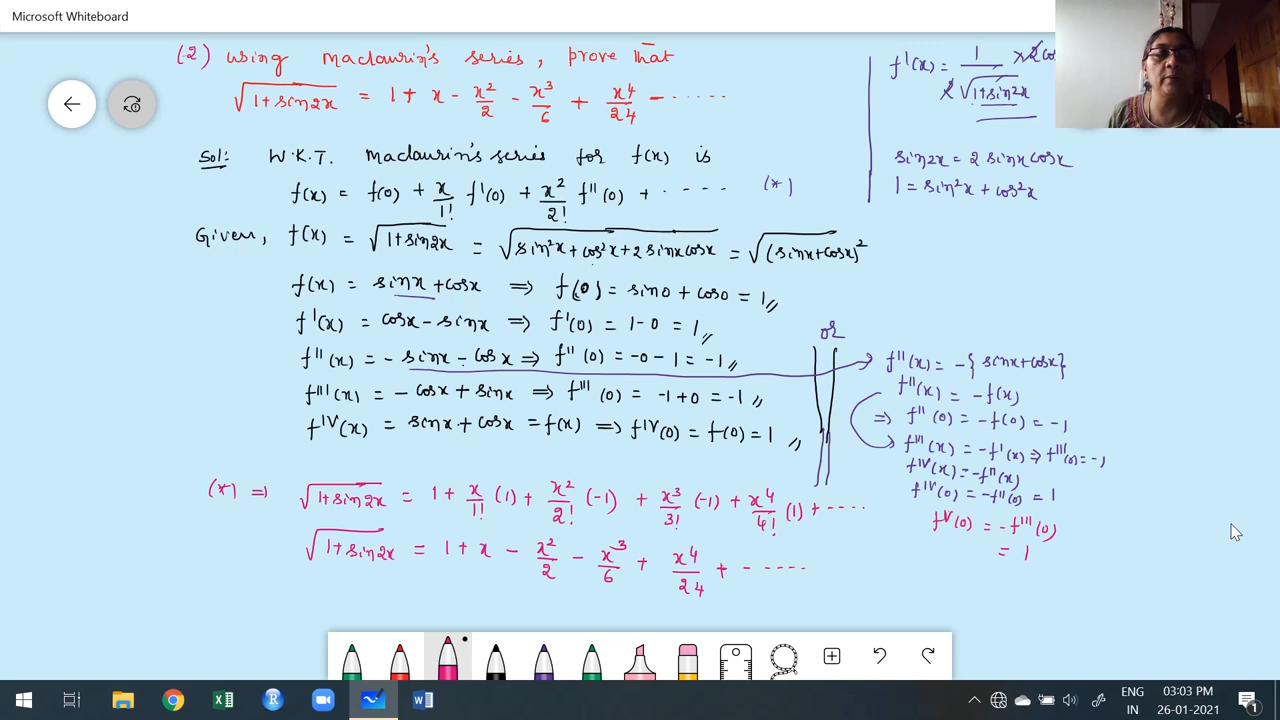 Microsoft Whiteboard
(2) Using Maclaurin's series, prove that
√(1+sin2x) = 1 + x - x²/2 - x³/6 + x⁴/24 - ......
Sol: W.K.T. Maclaurin's series for f(x) is
f(x) = f(0) + x/1! f'(0) + x²/2! f''(0) + ----- (*)
Given, f(x) = √(1+sin2x) = √(sin²x + cos²x + 2 sinx cosx) = √(sinx+cosx)²
f(x) = sinx + cosx ⇒ f(0) = sin0 + cos0 = 1,,
f'(x) = cosx - sinx ⇒ f'(0) = 1 - 0 = 1,,
f''(x) = - sinx - cosx ⇒ f''(0) = -0 - 1 = -1,,
f'''(x) = - cosx + sinx ⇒ f'''(0) = -1 + 0 = -1,,
f^IV(x) = sinx + cosx = f(x) ⇒ f^IV(0) = f(0) = 1,,
(*) ⇒ √(1+sin2x) = 1 + x/1! (1) + x²/2! (-1) + x³/3! (-1) + x⁴/4! (1) + ----
√(1+sin2x) = 1 + x - x²/2 - x³/6 + x⁴/24 + ------
f'(x) = 1/(2√(1+sin2x)) × 2 cos
sin2x = 2 sinx cosx
1 = sin²x + cos²x
or
f''(x) = -{sinx+cosx}
f''(x) = -f(x)
⇒ f''(0) = -f(0) = -1
f'''(x) = -f'(x) ⇒ f'''(0) = -1
f^IV(x) = -f''(x)
f^IV(0) = -f''(0) = 1
f^V(0) = -f'''(0)
= 1
ENG
IN
03:03 PM
26-01-2021
1